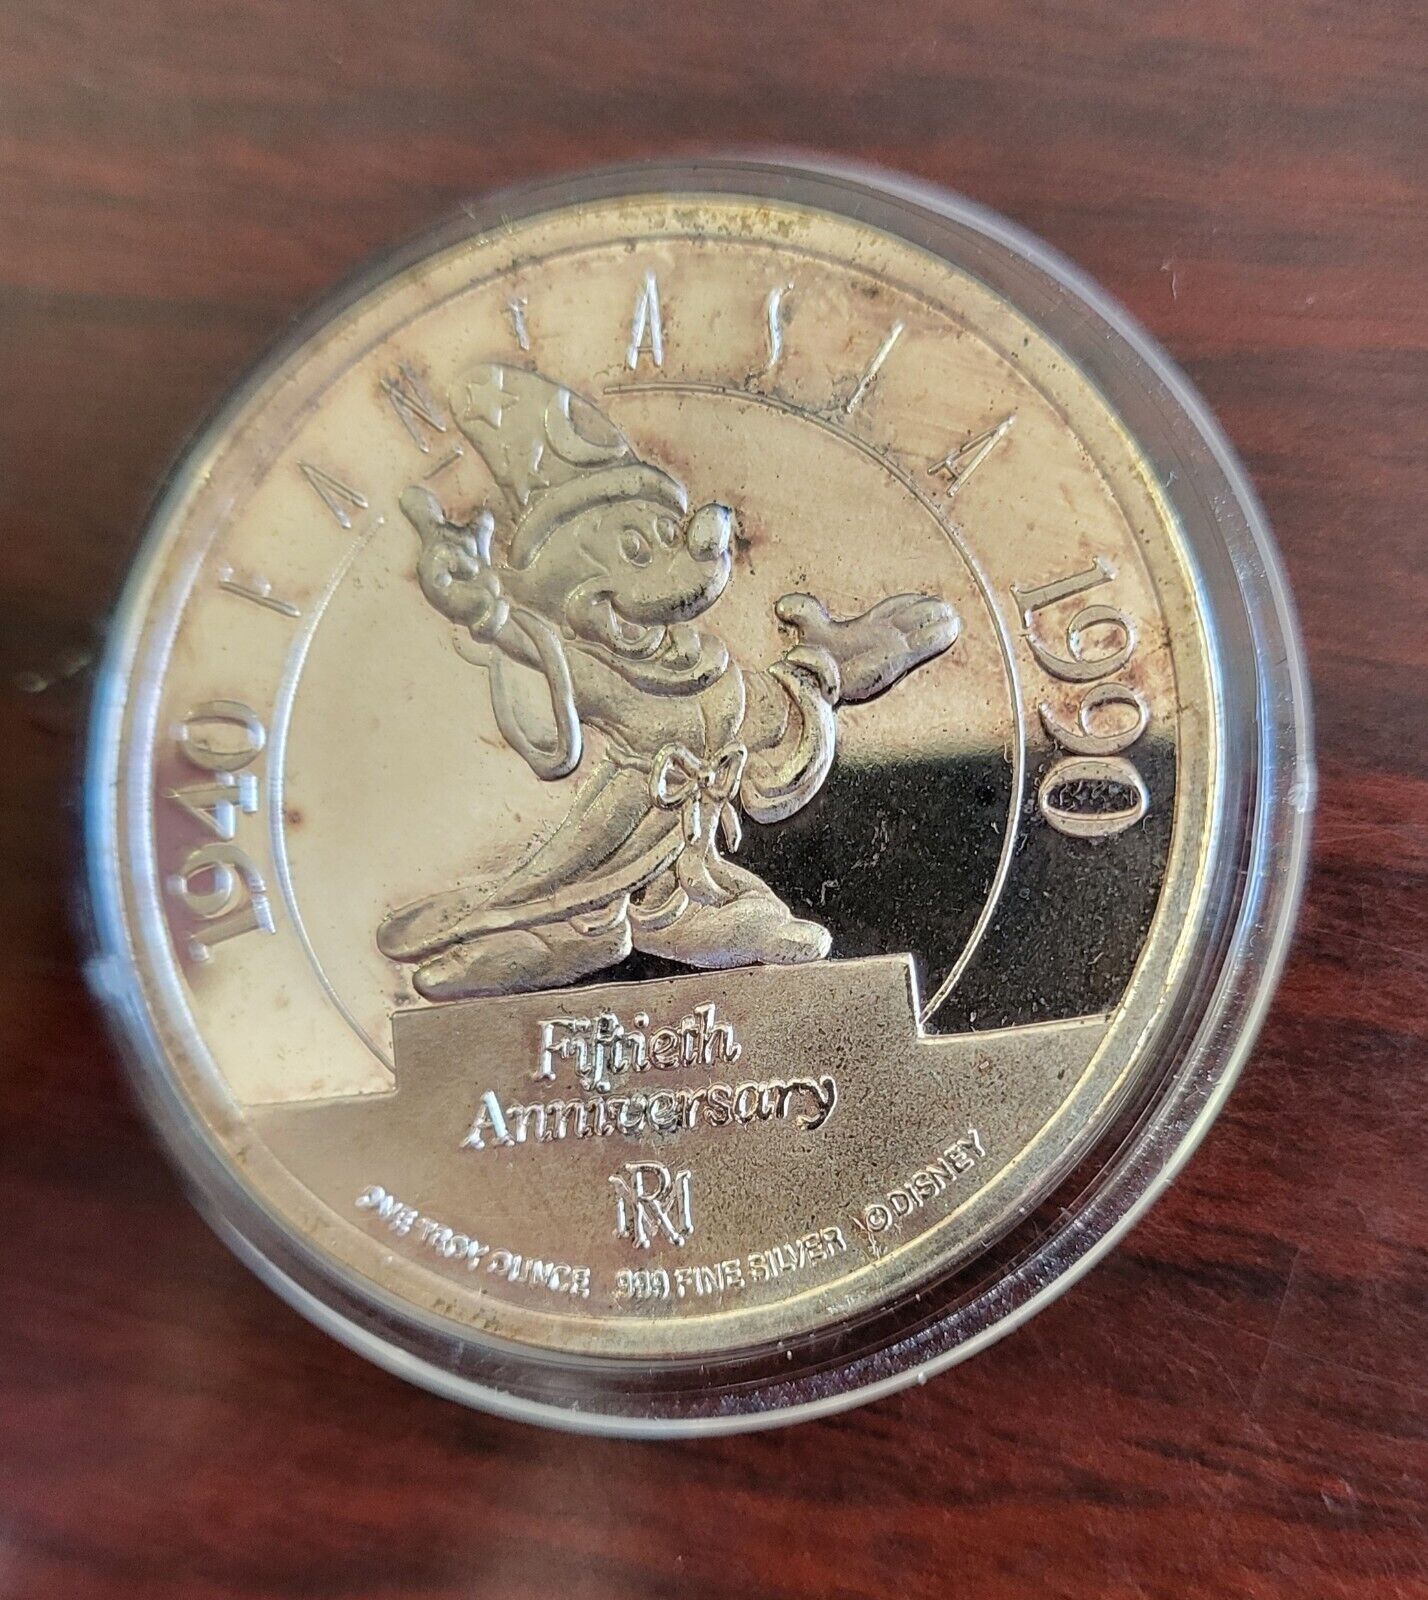 1940 FANTASIA 1990
Fiftieth
Anniversary
RM
ONE TROY OUNCE 999 FINE SILVER © DISNEY